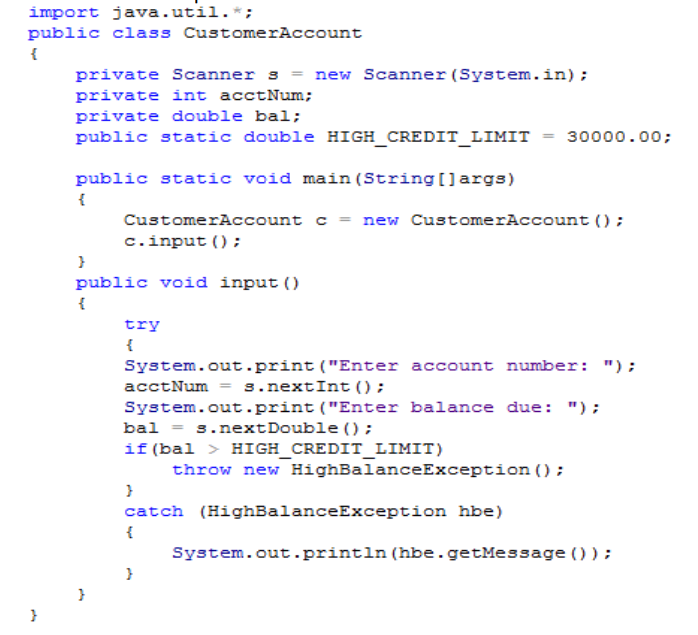 import java.util.*;
public class CustomerAccount
{
    private Scanner s = new Scanner(System.in);
    private int acctNum;
    private double bal;
    public static double HIGH_CREDIT_LIMIT = 30000.00;

    public static void main(String[]args)
    {
        CustomerAccount c = new CustomerAccount();
        c.input();
    }
    public void input()
    {
        try
        {
        System.out.print("Enter account number: ");
        acctNum = s.nextInt();
        System.out.print("Enter balance due: ");
        bal = s.nextDouble();
        if(bal > HIGH_CREDIT_LIMIT)
            throw new HighBalanceException();
        }
        catch (HighBalanceException hbe)
        {
            System.out.println(hbe.getMessage());
        }
    }
}